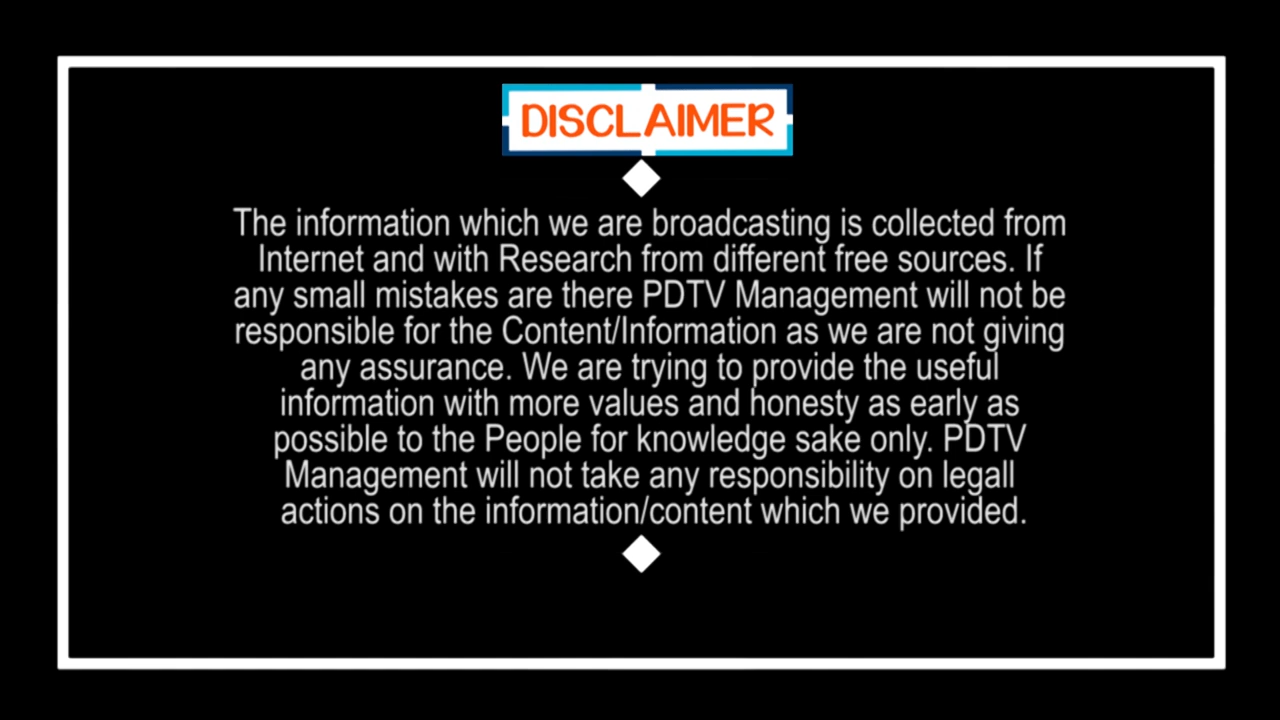 DISCLAIMER
The information which we are broadcasting is collected from
Internet and with Research from different free sources. If
any small mistakes are there PDTV Management will not be
responsible for the Content/Information as we are not giving
any assurance. We are trying to provide the useful
information with more values and honesty as early as
possible to the People for knowledge sake only. PDTV
Management will not take any responsibility on legall
actions on the information/content which we provided.